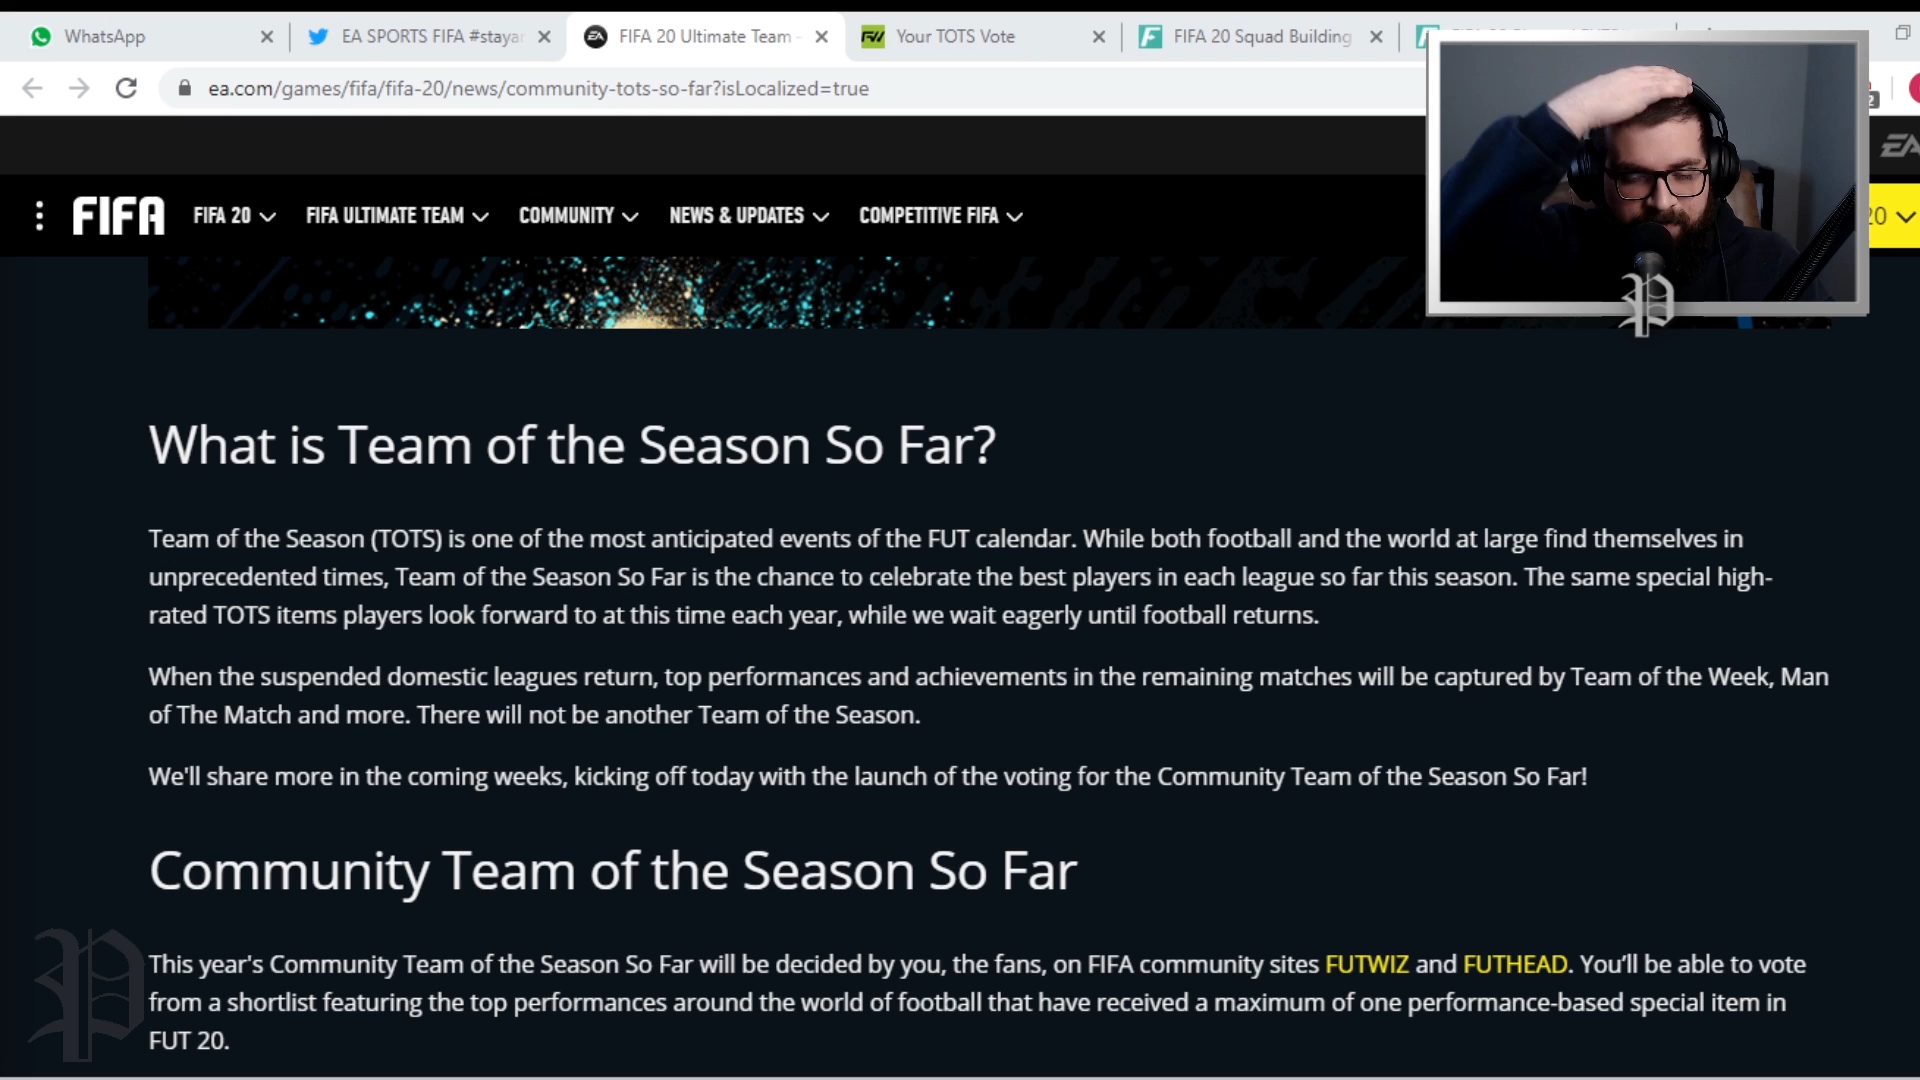 WhatsApp
EA SPORTS FIFA #staya
FIFA 20 Ultimate Team -
FW
Your TOTS Vote
FIFA 20 Squad Building
ea.com/games/fifa/fifa-20/news/community-tots-so-far?isLocalized=true
EA
FIFA
FIFA 20
FIFA ULTIMATE TEAM
COMMUNITY
NEWS & UPDATES
COMPETITIVE FIFA
20
P
What is Team of the Season So Far?
Team of the Season (TOTS) is one of the most anticipated events of the FUT calendar. While both football and the world at large find themselves in
unprecedented times, Team of the Season So Far is the chance to celebrate the best players in each league so far this season. The same special high-
rated TOTS items players look forward to at this time each year, while we wait eagerly until football returns.
When the suspended domestic leagues return, top performances and achievements in the remaining matches will be captured by Team of the Week, Man
of The Match and more. There will not be another Team of the Season.
We'll share more in the coming weeks, kicking off today with the launch of the voting for the Community Team of the Season So Far!
Community Team of the Season So Far
This year's Community Team of the Season So Far will be decided by you, the fans, on FIFA community sites FUTWIZ and FUTHEAD. You’ll be able to vote
from a shortlist featuring the top performances around the world of football that have received a maximum of one performance-based special item in
FUT 20.
P